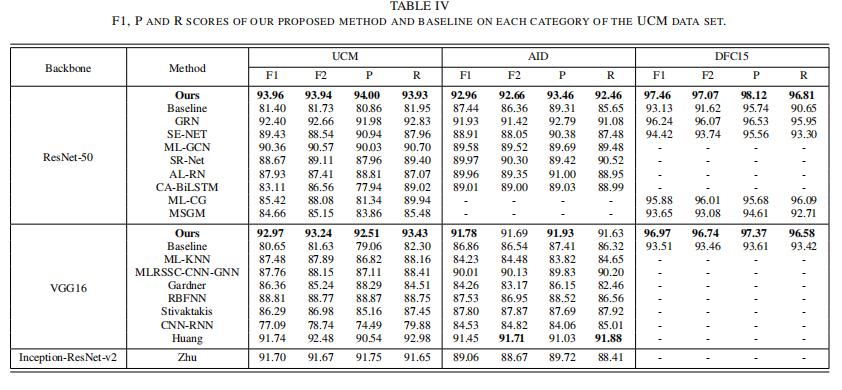 TABLE IV
F1, P AND R SCORES OF OUR PROPOSED METHOD AND BASELINE ON EACH CATEGORY OF THE UCM DATA SET.
Backbone Method UCM AID DFC15
F1 F2 P R F1 F2 P R F1 F2 P R
ResNet-50
Ours 93.96 93.94 94.00 93.93 92.96 92.66 93.46 92.46 97.46 97.07 98.12 96.81
Baseline 81.40 81.73 80.86 81.95 87.44 86.36 89.31 85.65 93.13 91.62 95.74 90.65
GRN 92.40 92.66 91.98 92.83 91.93 91.42 92.79 91.08 96.24 96.07 96.53 95.95
SE-NET 89.43 88.54 90.94 87.96 88.91 88.05 90.38 87.48 94.42 93.74 95.56 93.30
ML-GCN 90.36 90.57 90.03 90.70 89.58 89.52 89.69 89.48 - - - -
SR-Net 88.67 89.11 87.96 89.40 89.97 90.30 89.42 90.52 - - - -
AL-RN 87.93 87.41 88.81 87.07 89.96 89.35 91.00 88.95 - - - -
CA-BiLSTM 83.11 86.56 77.94 89.02 89.01 89.00 89.03 88.99 - - - -
ML-CG 85.42 88.08 81.34 89.94 - - - - 95.88 96.01 95.68 96.09
MSGM 84.66 85.15 83.86 85.48 - - - - 93.65 93.08 94.61 92.71
VGG16
Ours 92.97 93.24 92.51 93.43 91.78 91.69 91.93 91.63 96.97 96.74 97.37 96.58
Baseline 80.65 81.63 79.06 82.30 86.86 86.54 87.41 86.32 93.51 93.46 93.61 93.42
ML-KNN 87.48 87.89 86.82 88.16 84.23 84.48 83.82 84.65 - - - -
MLRSSC-CNN-GNN 87.76 88.15 87.11 88.41 90.01 90.13 89.83 90.20 - - - -
Gardner 86.36 85.24 88.29 84.51 84.26 83.17 86.15 82.46 - - - -
RBFNN 88.81 88.77 88.87 88.75 87.53 86.95 88.52 86.56 - - - -
Stivaktakis 86.29 86.98 85.16 87.45 87.80 87.87 87.69 87.92 - - - -
CNN-RNN 77.09 78.74 74.49 79.88 84.53 84.82 84.06 85.01 - - - -
Huang 91.74 92.48 90.54 92.98 91.45 91.71 91.03 91.88 - - - -
Inception-ResNet-v2 Zhu 91.70 91.67 91.75 91.65 89.06 88.67 89.72 88.41 - - - -